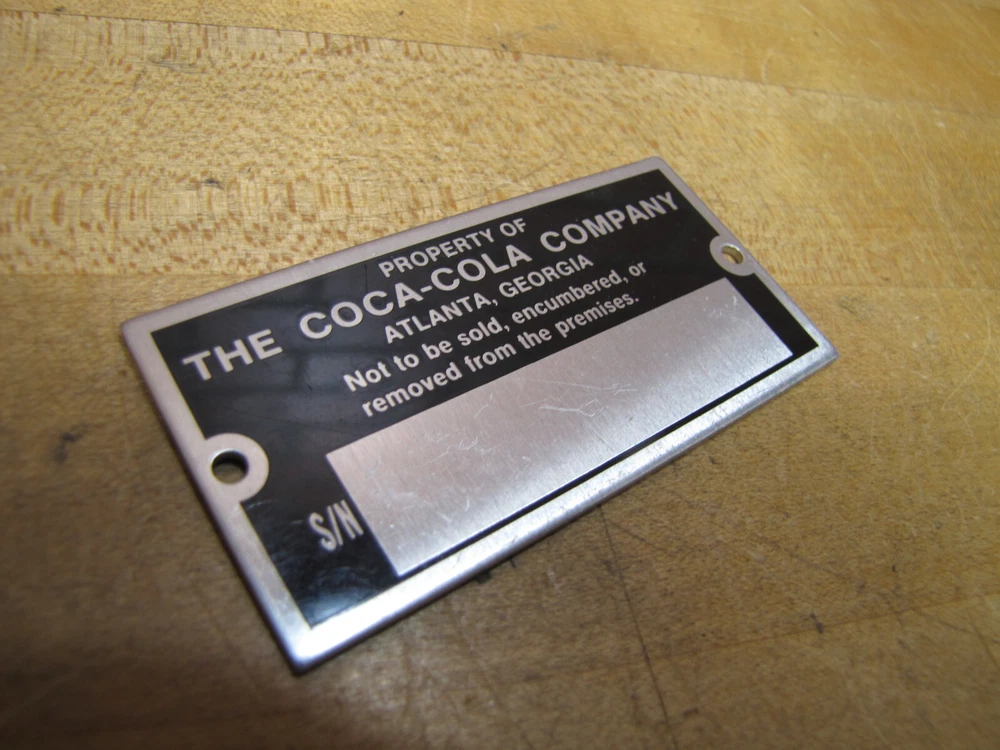 PROPERTY OF
THE COCA-COLA COMPANY
ATLANTA, GEORGIA
Not to be sold, encumbered, or
removed from the premises.
S/N